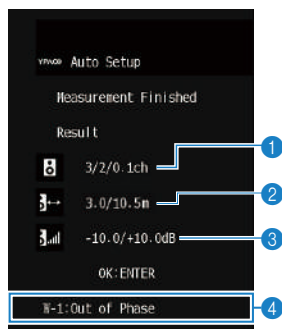 YPAO Auto Setup
Measurement Finished
Result
3/2/0.1ch
1
3.0/10.5m
2
-10.0/+10.0dB
3
OK:ENTER
W-1:Out of Phase
4